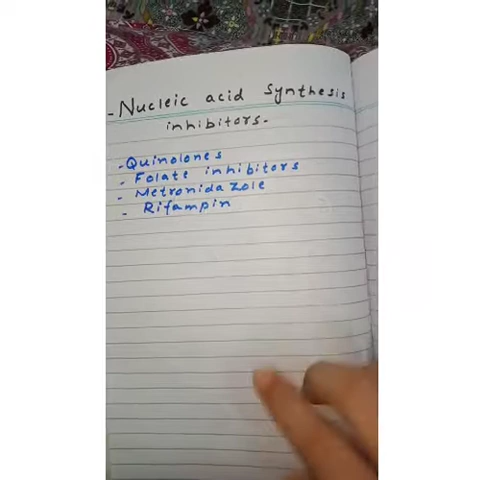 - Nucleic acid synthesis
inhibitors -
- Quinolones
- Folate inhibitors
- Metronidazole
- Rifampin